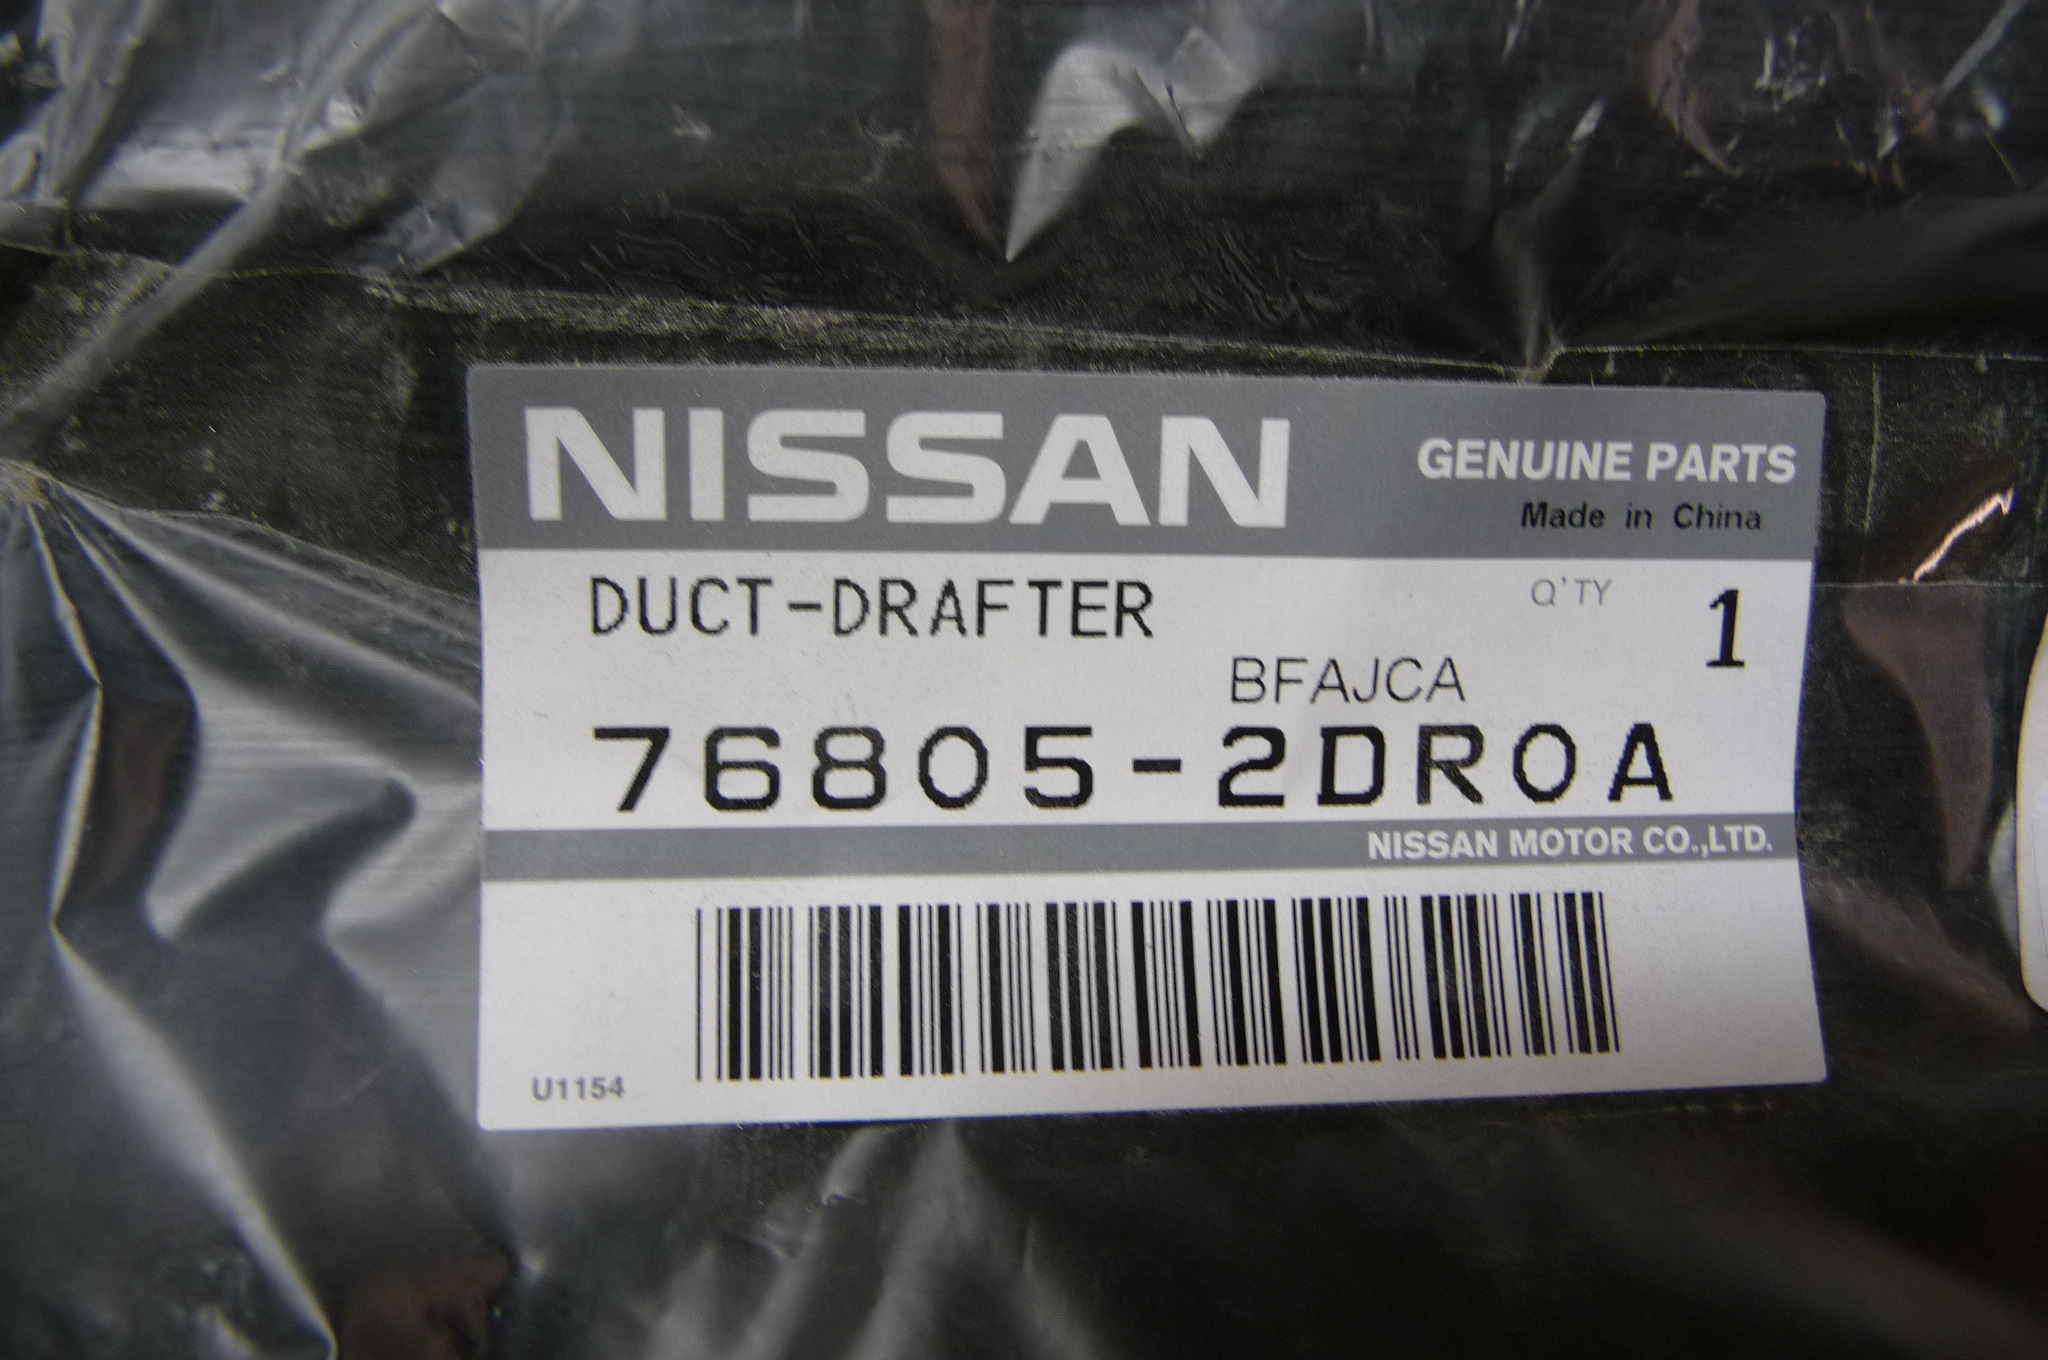 NISSAN
GENUINE PARTS
Made in China
DUCT-DRAFTER
Q'TY 1
BFAJCA
76805-2DR0A
NISSAN MOTOR CO.,LTD.
U1154